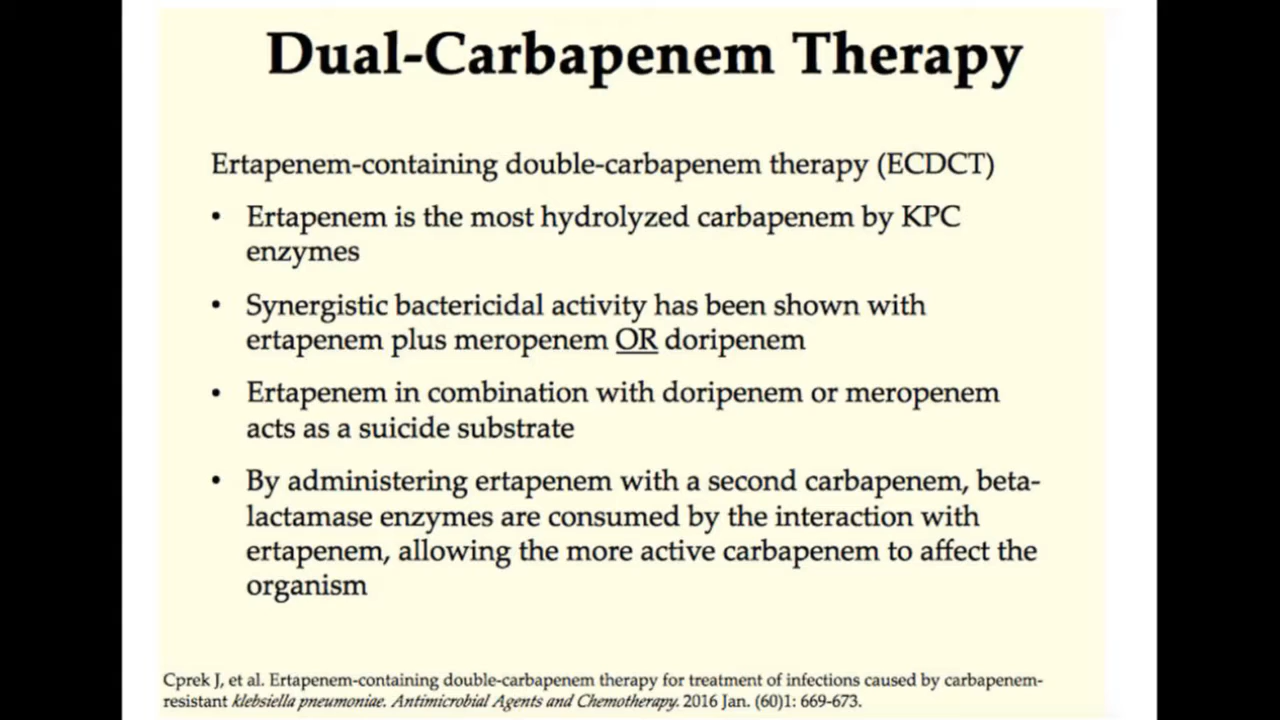 Dual-Carbapenem Therapy
Ertapenem-containing double-carbapenem therapy (ECDCT)
• Ertapenem is the most hydrolyzed carbapenem by KPC
enzymes
• Synergistic bactericidal activity has been shown with
ertapenem plus meropenem OR doripenem
• Ertapenem in combination with doripenem or meropenem
acts as a suicide substrate
• By administering ertapenem with a second carbapenem, beta-
lactamase enzymes are consumed by the interaction with
ertapenem, allowing the more active carbapenem to affect the
organism
Cprek J, et al. Ertapenem-containing double-carbapenem therapy for treatment of infections caused by carbapenem-
resistant klebsiella pneumoniae. Antimicrobial Agents and Chemotherapy. 2016 Jan. (60)1: 669-673.